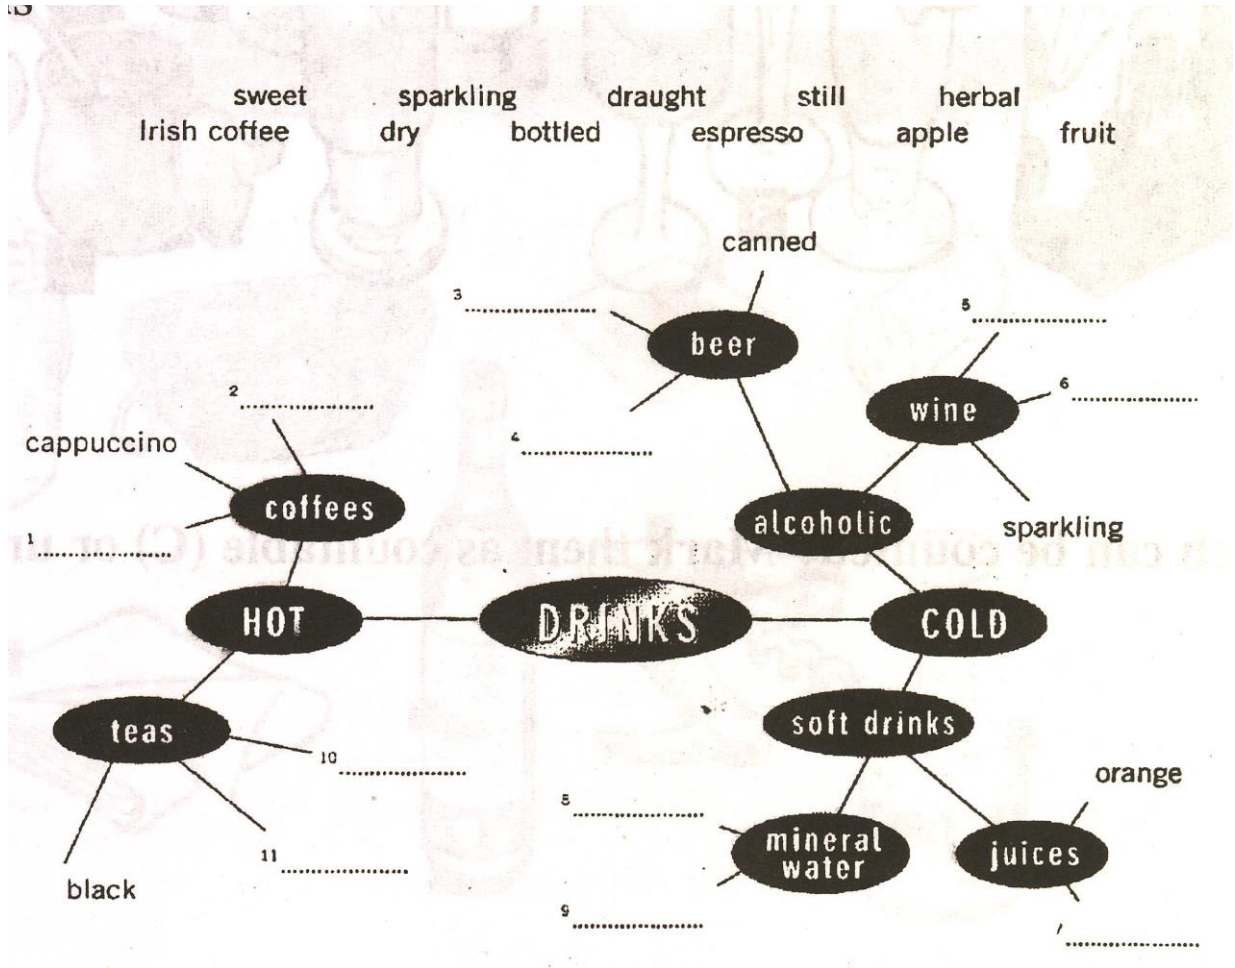 sweet sparkling draught still herbal
Irish coffee dry bottled espresso apple fruit
canned
3
5
beer
6
wine
2
4
cappuccino
coffees
alcoholic
sparkling
1
HOT
DRINKS
COLD
teas
soft drinks
10
orange
8
mineral
water
juices
11
black
9
7